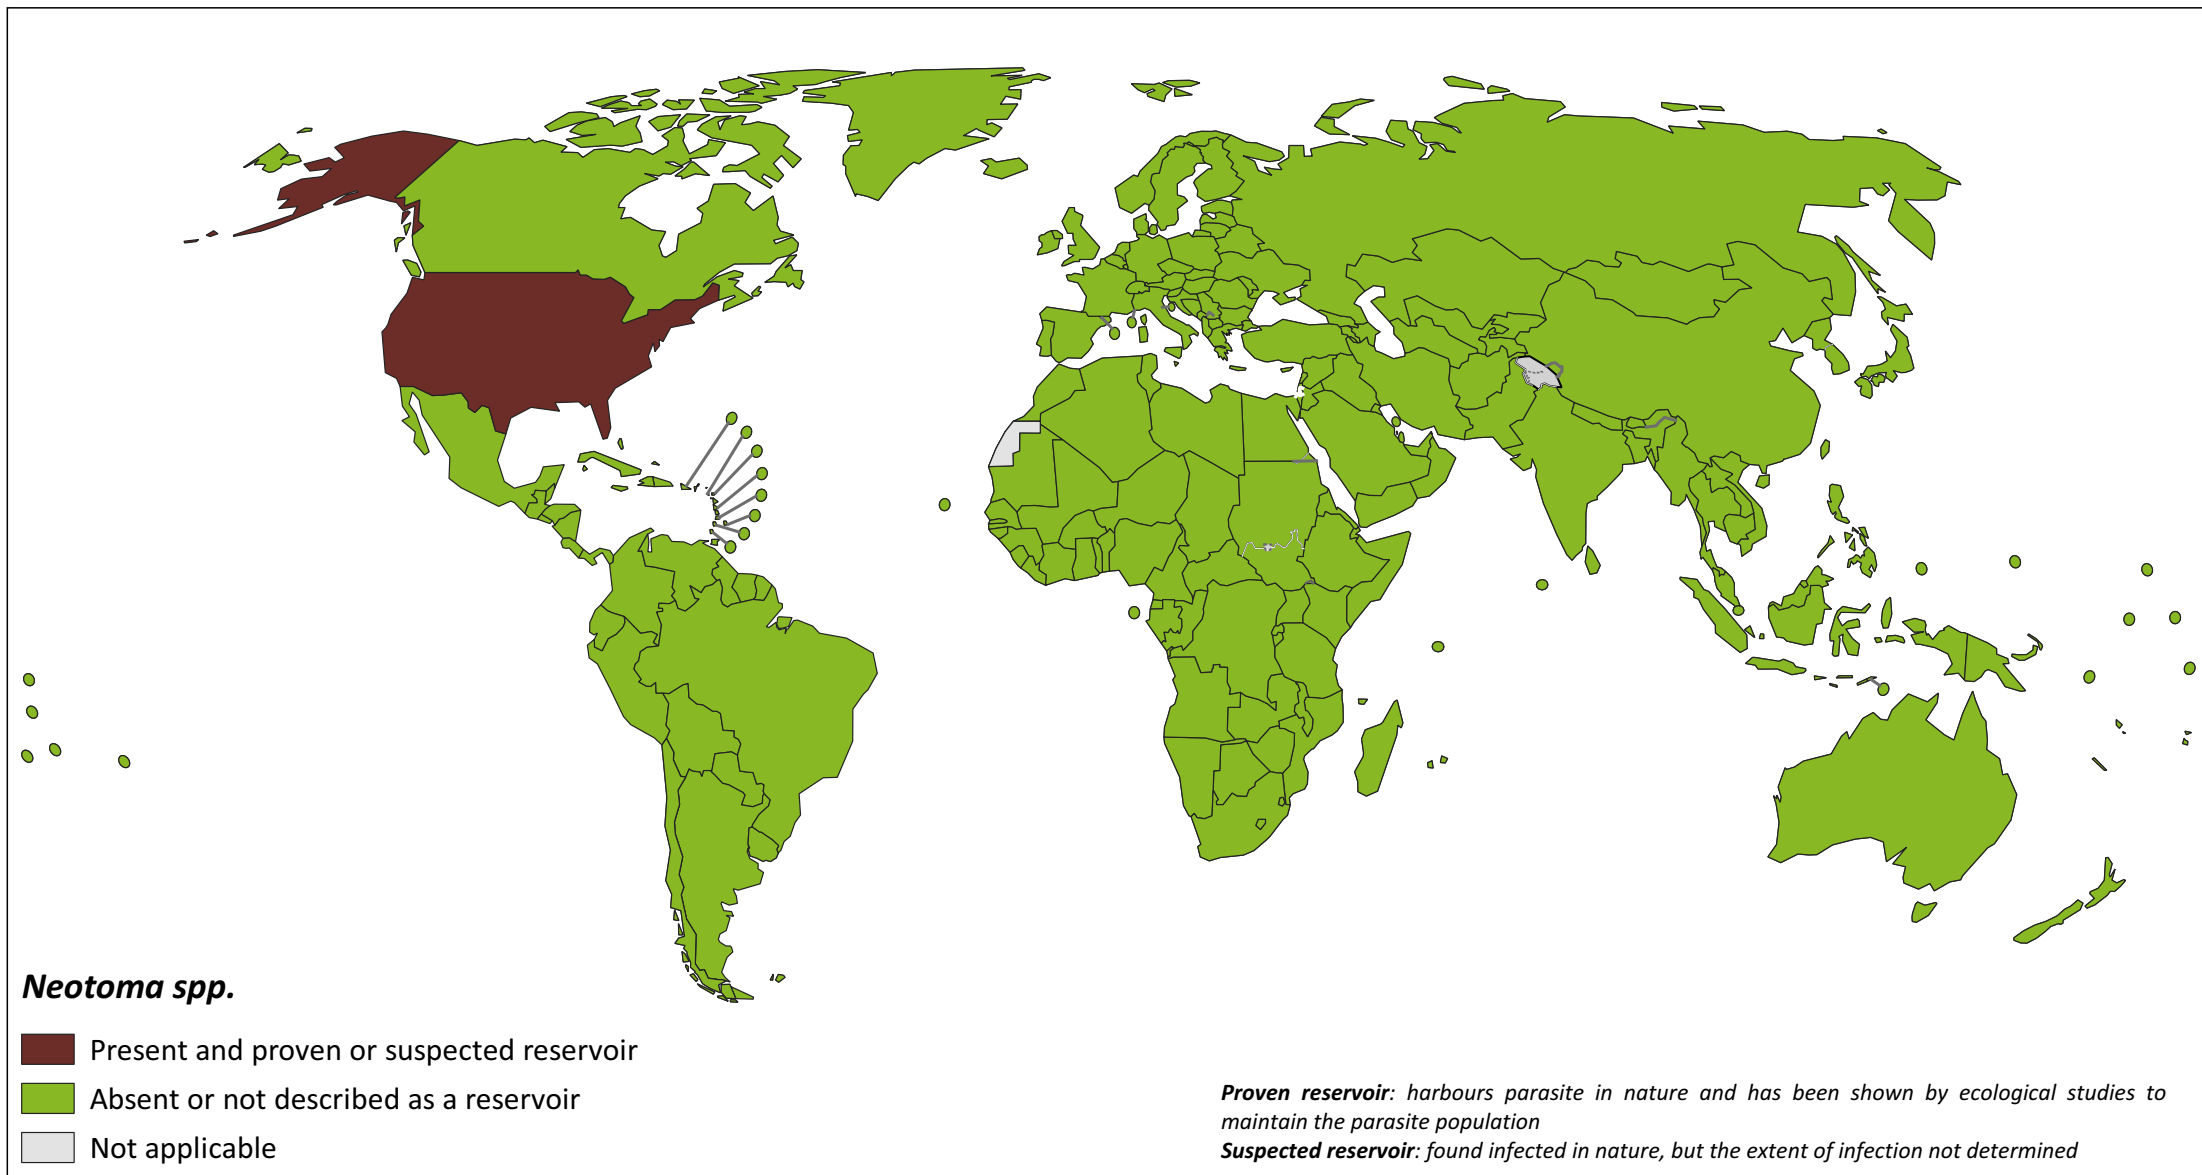 Neotoma spp.
Present and proven or suspected reservoir
Absent or not described as a reservoir
Not applicable
Proven reservoir: harbours parasite in nature and has been shown by ecological studies to
maintain the parasite population
Suspected reservoir: found infected in nature, but the extent of infection not determined